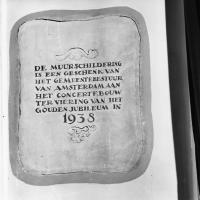 DE MUURSCHILDERING
IS EEN GESCHENK VAN
HET GEMEENTEBESTUUR
VAN AMSTERDAM AAN
HET CONCERTGEBOUW
TER VIERING VAN HET
GOUDEN JUBILEUM IN
1938